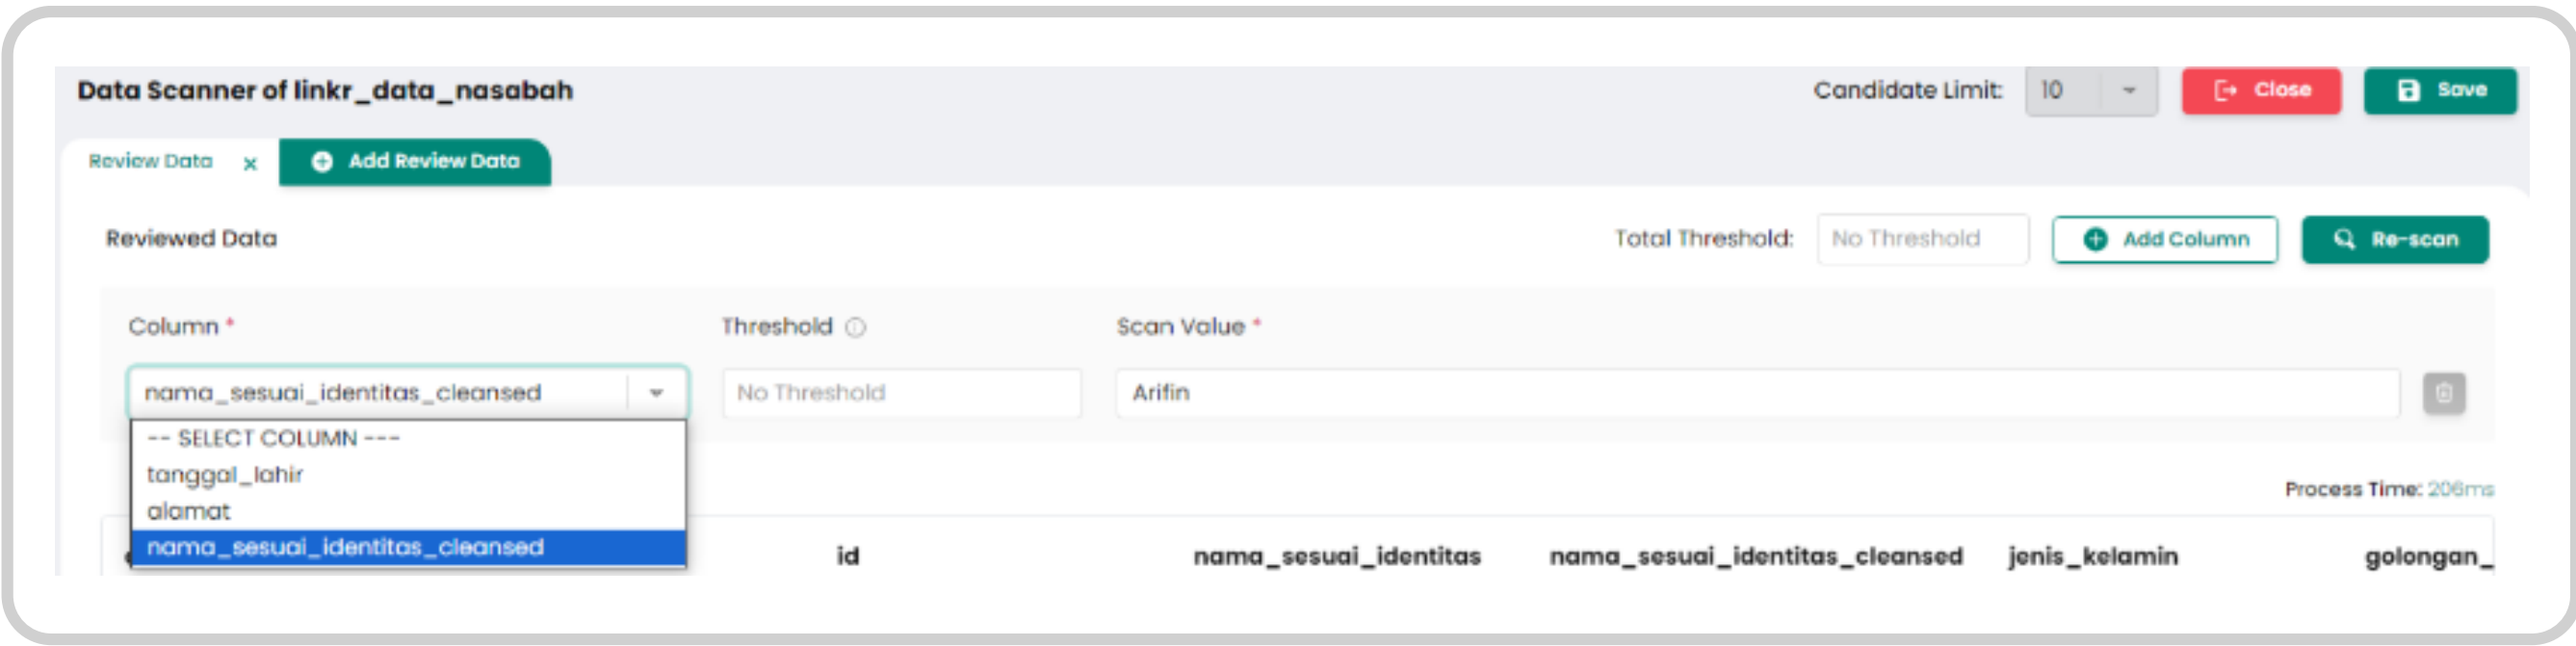 Data Scanner of linkr_data_nasabah Candidate Limit: 10 Close Save
Review Data x Add Review Data
Reviewed Data Total Threshold: No Threshold Add Column Re-scan
Column * Threshold Scan Value *
nama_sesuai_identitas_cleansed No Threshold Arifin
-- SELECT COLUMN ---
tanggal_lahir
alamat
nama_sesuai_identitas_cleansed
Process Time: 206ms
id nama_sesuai_identitas nama_sesuai_identitas_cleansed jenis_kelamin golongan_